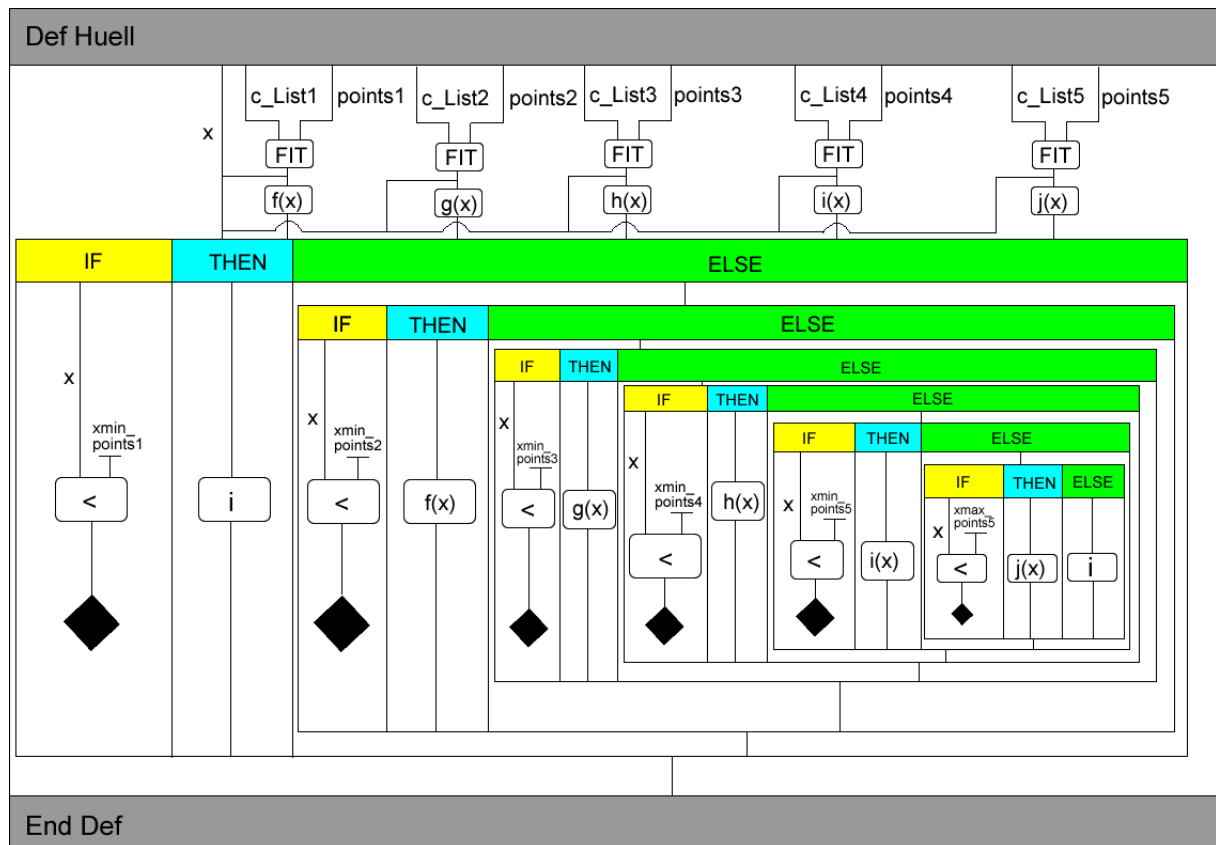 Def Huell
c_List1 points1 c_List2 points2 c_List3 points3 c_List4 points4 c_List5 points5
x
FIT FIT FIT FIT FIT
f(x) g(x) h(x) i(x) j(x)
IF THEN ELSE
IF THEN ELSE
IF THEN ELSE
IF THEN ELSE
IF THEN ELSE
IF THEN ELSE
x
xmin_
points1
<
i
x
xmin_
points2
<
f(x)
x
xmin_
points3
<
g(x)
x
xmin_
points4
<
h(x)
x
xmin_
points5
<
i(x)
x
xmax_
points5
<
j(x)
i
End Def